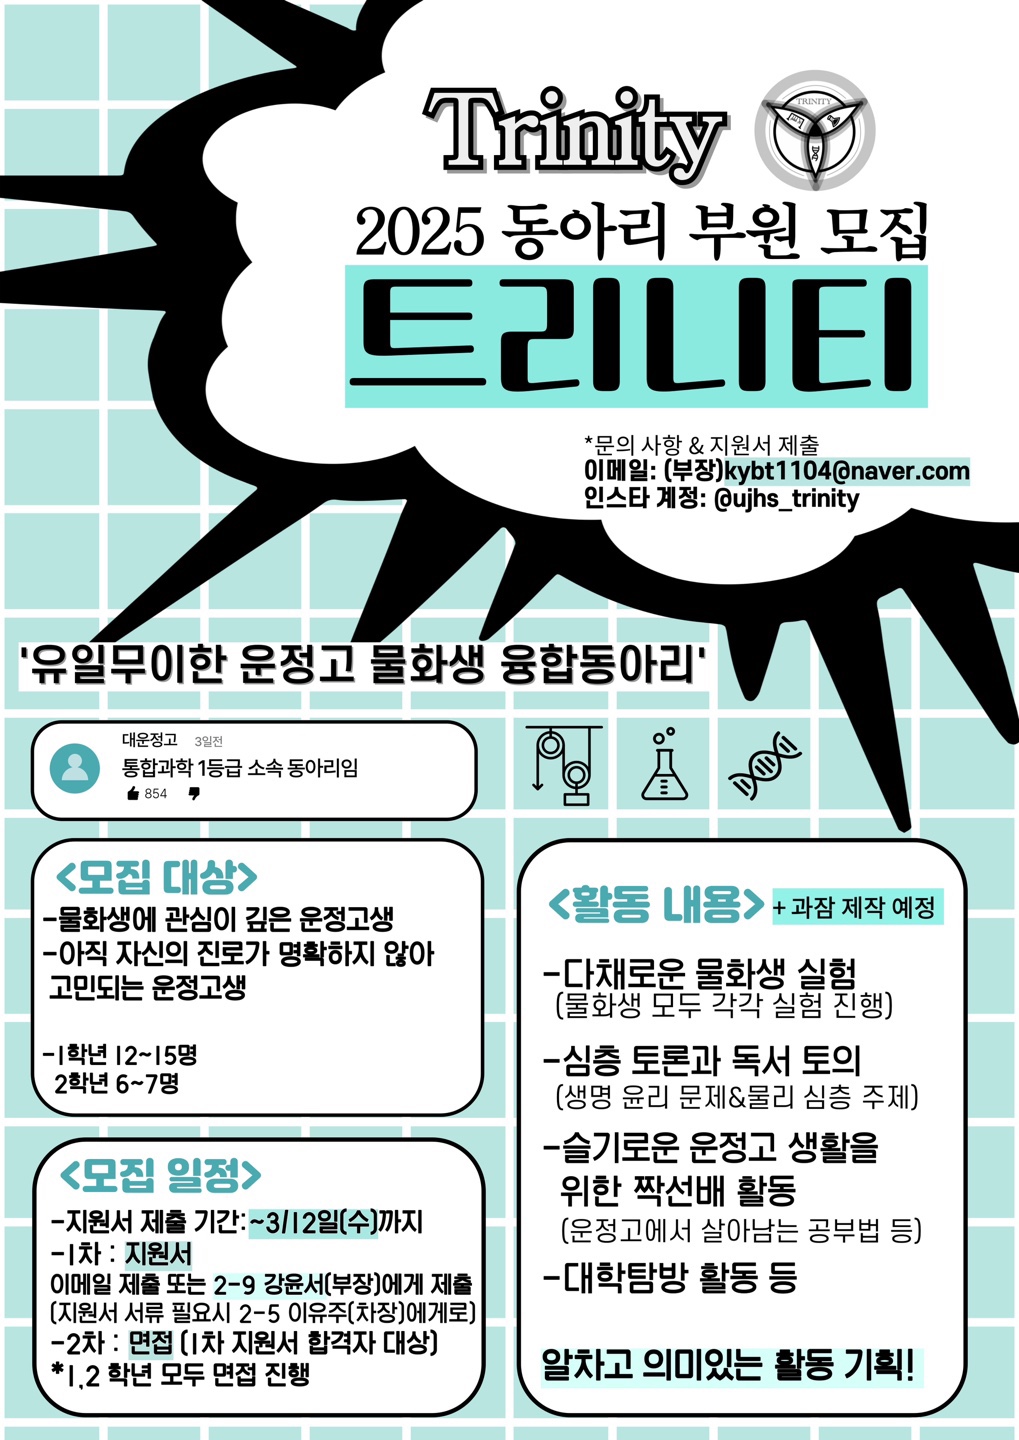 Trinity
TRINITY
2025 동아리 부원 모집
트리니티
*문의 사항 & 지원서 제출
이메일: (부장)kybt1104@naver.com
인스타 계정: @ujhs_trinity
'유일무이한 운정고 물화생 융합동아리'
대운정고 3일전
통합과학 1등급 소속 동아리임
854
<모집 대상>
-물화생에 관심이 깊은 운정고생
-아직 자신의 진로가 명확하지 않아
고민되는 운정고생
-1학년 12~15명
2학년 6~7명
<모집 일정>
-지원서 제출 기간:~3/12일(수)까지
-1차 : 지원서
이메일 제출 또는 2-9 강윤서(부장)에게 제출
(지원서 서류 필요시 2-5 이유주(차장)에게로)
-2차 : 면접 (1차 지원서 합격자 대상)
*1,2 학년 모두 면접 진행
<활동 내용> + 과잠 제작 예정
-다채로운 물화생 실험
(물화생 모두 각각 실험 진행)
-심층 토론과 독서 토의
(생명 윤리 문제&물리 심층 주제)
-슬기로운 운정고 생활을
위한 짝선배 활동
(운정고에서 살아남는 공부법 등)
-대학탐방 활동 등
알차고 의미있는 활동 기획!